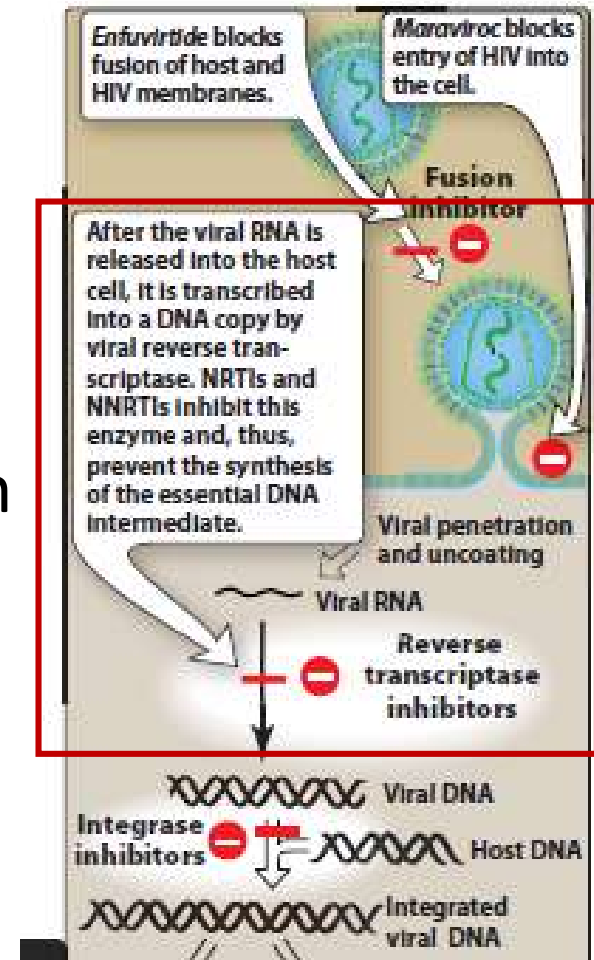 Enfuvirtide blocks
fusion of host and
HIV membranes.
Maraviroc blocks
entry of HIV into
the cell.
Fusion
inhibitor
After the viral RNA is
released into the host
cell, it is transcribed
into a DNA copy by
viral reverse tran-
scriptase. NRTIs and
NNRTIs inhibit this
enzyme and, thus,
prevent the synthesis
of the essential DNA
intermediate.
n
Viral penetration
and uncoating
Viral RNA
Reverse
transcriptase
inhibitors
Viral DNA
Integrase
inhibitors
Host DNA
Integrated
viral DNA